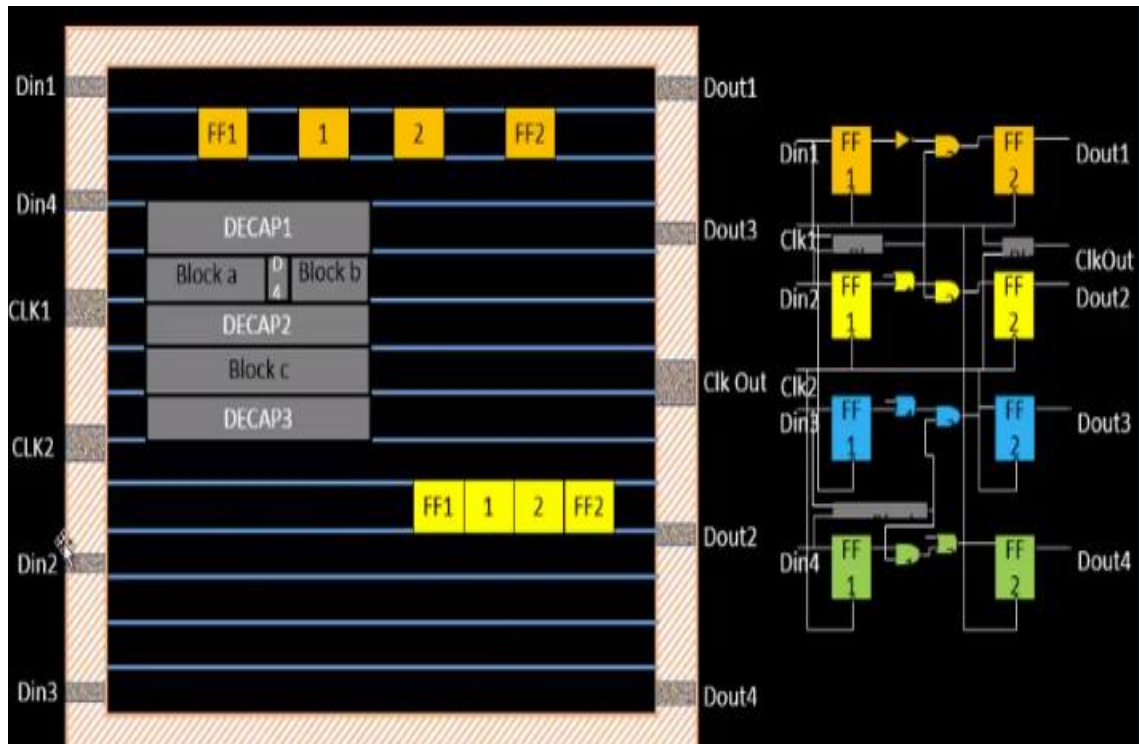 Din1
Dout1
FF1 1 2 FF2
Din4
DECAP1
Dout3
Block a D4 Block b
CLK1
DECAP2
Block c
Clk Out
DECAP3
CLK2
FF1 1 2 FF2
Dout2
Din2
Din3
Dout4
Din1 FF 1 FF 2 Dout1
Clk1 ClkOut
Din2 FF 1 FF 2 Dout2
Clk2
Din3 FF 1 FF 2 Dout3
Din4 FF 1 FF 2 Dout4